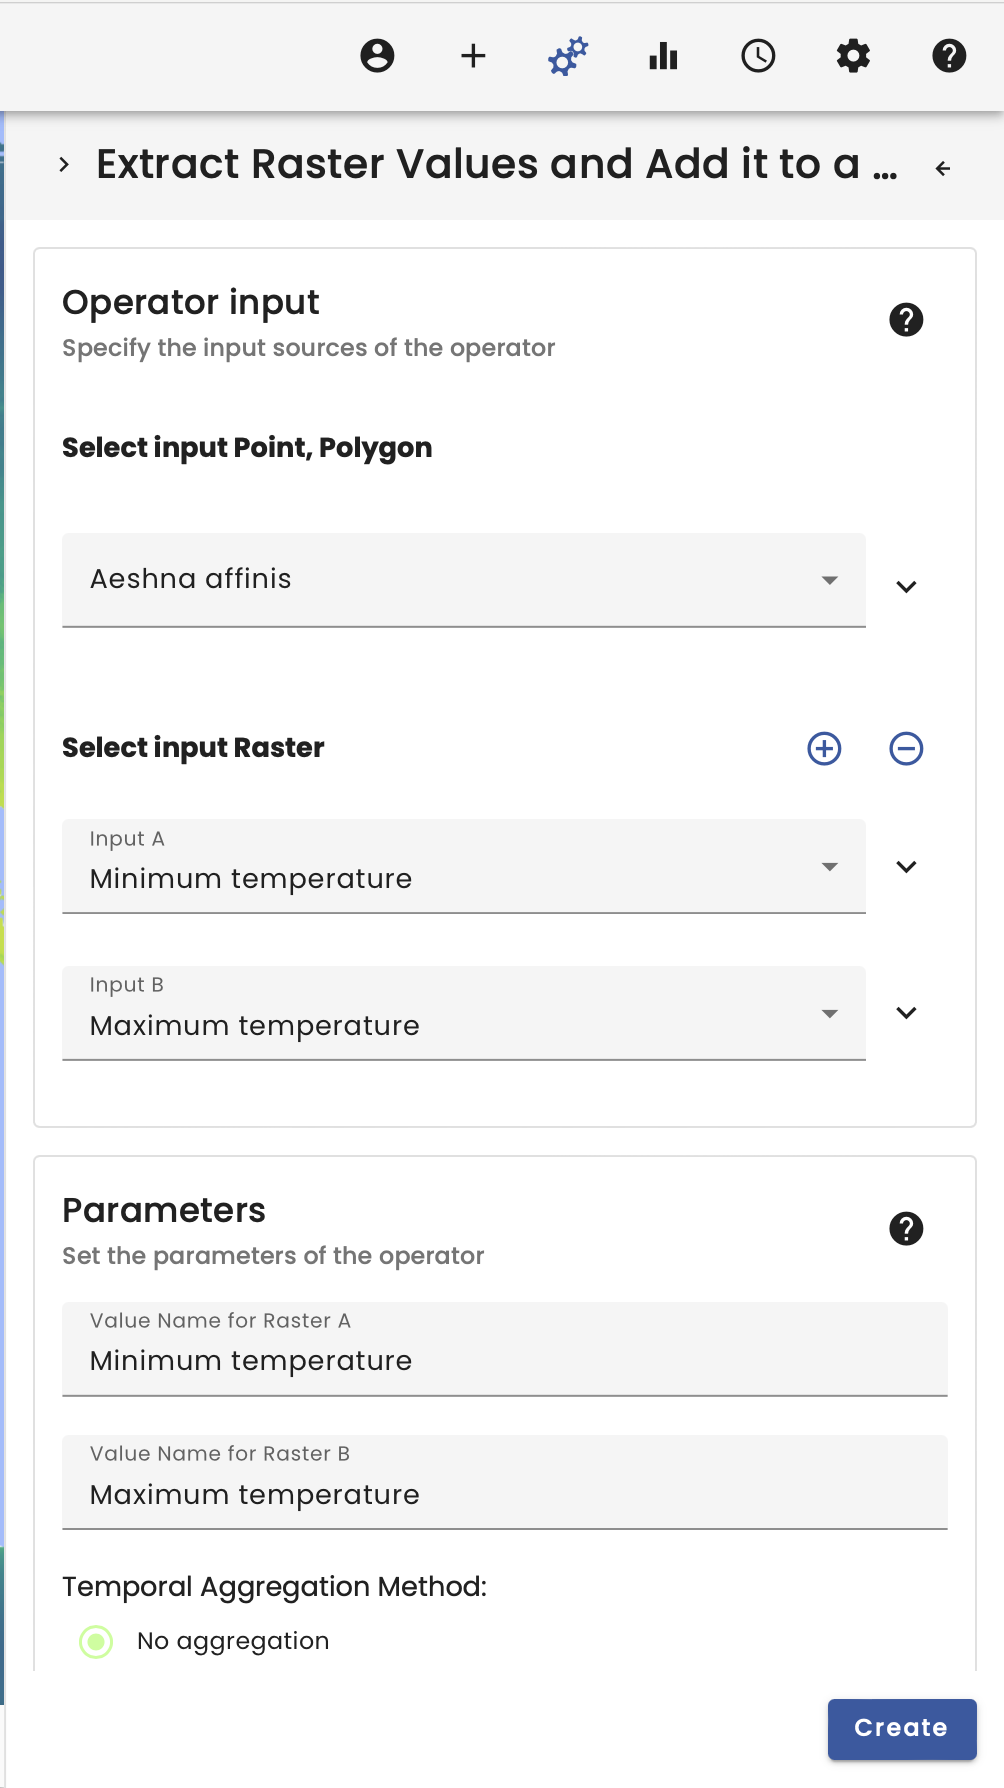 Extract Raster Values and Add it to a ...
Operator input
Specify the input sources of the operator
Select input Point, Polygon
Aeshna affinis
Select input Raster
Input A
Minimum temperature
Input B
Maximum temperature
Parameters
Set the parameters of the operator
Value Name for Raster A
Minimum temperature
Value Name for Raster B
Maximum temperature
Temporal Aggregation Method:
No aggregation
Create